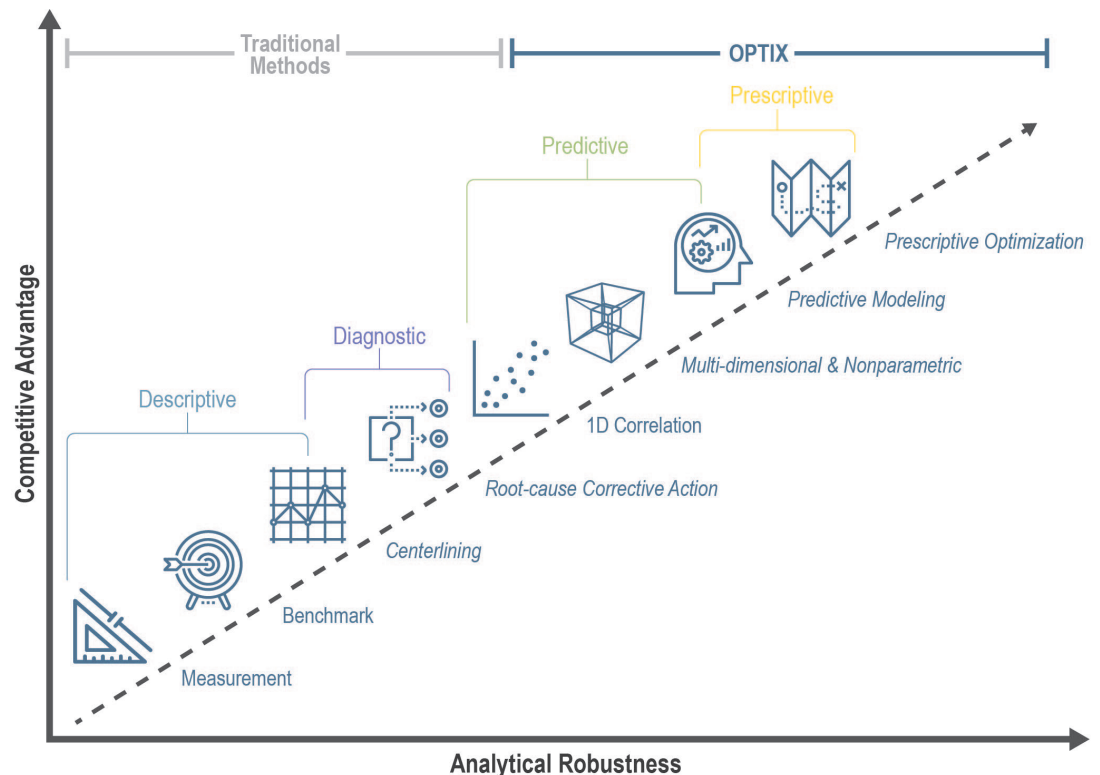 Traditional
Methods
OPTIX
Prescriptive
Predictive
Prescriptive Optimization
Predictive Modeling
Diagnostic
Multi-dimensional & Nonparametric
Descriptive
1D Correlation
?
Root-cause Corrective Action
Centerlining
Benchmark
Measurement
Competitive Advantage
Analytical Robustness